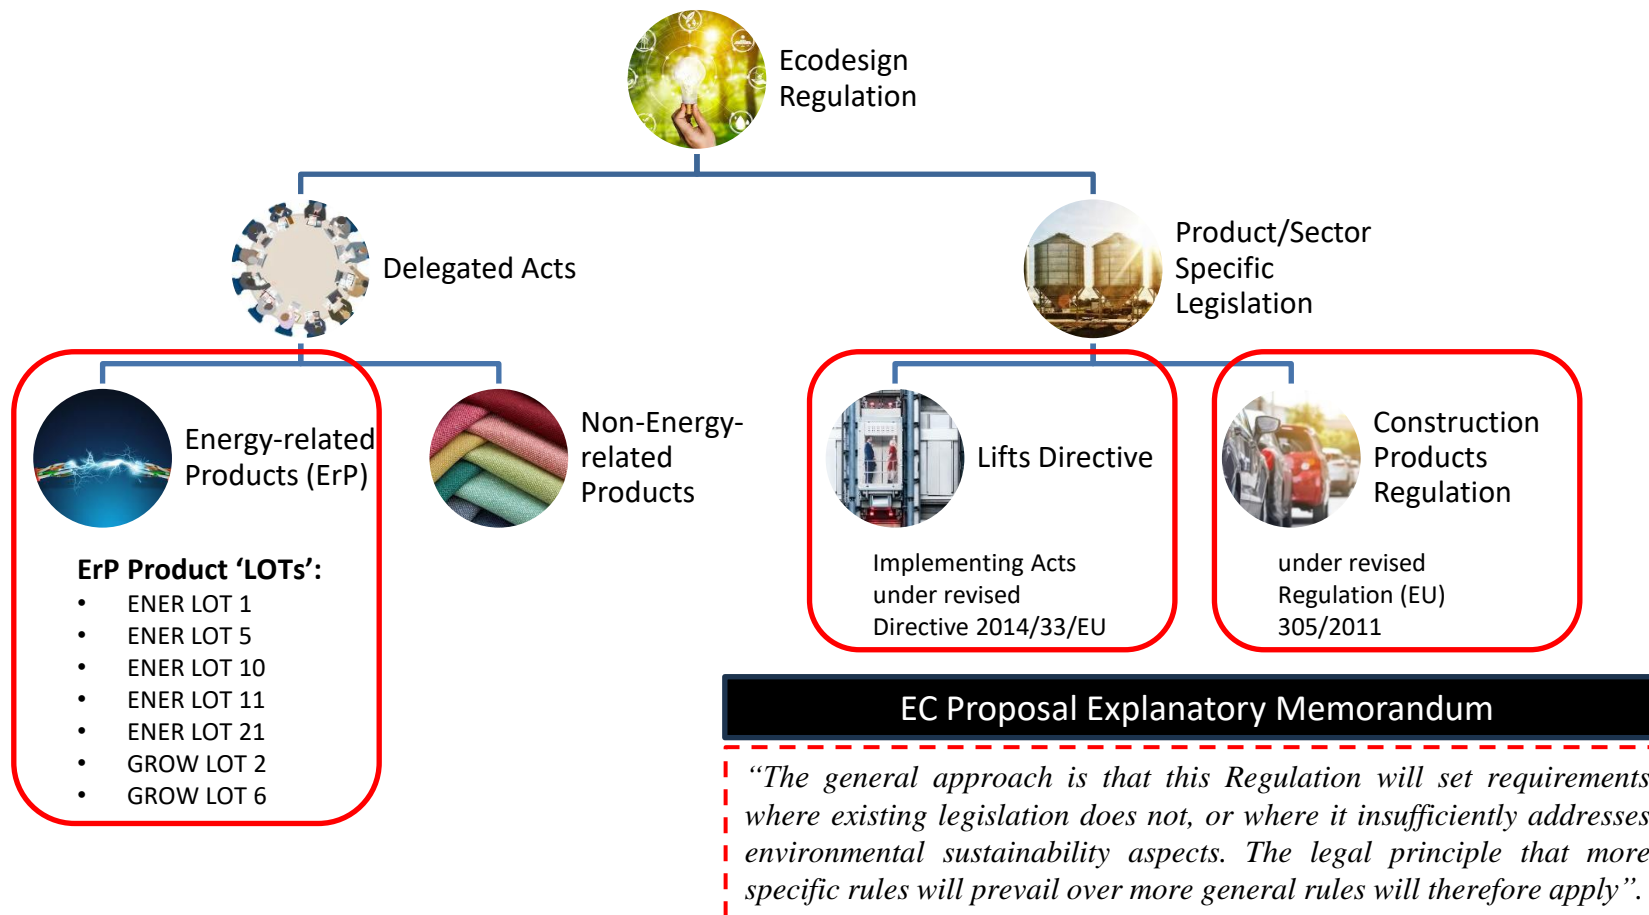 Ecodesign
Regulation
Delegated Acts
Product/Sector
Specific
Legislation
Energy-related
Products (ErP)
Non-Energy-
related
Products
Lifts Directive
Construction
Products
Regulation
ErP Product ‘LOTs’:
• ENER LOT 1
• ENER LOT 5
• ENER LOT 10
• ENER LOT 11
• ENER LOT 21
• GROW LOT 2
• GROW LOT 6
Implementing Acts
under revised
Directive 2014/33/EU
under revised
Regulation (EU)
305/2011
EC Proposal Explanatory Memorandum
“The general approach is that this Regulation will set requirements
where existing legislation does not, or where it insufficiently addresses
environmental sustainability aspects. The legal principle that more
specific rules will prevail over more general rules will therefore apply”.